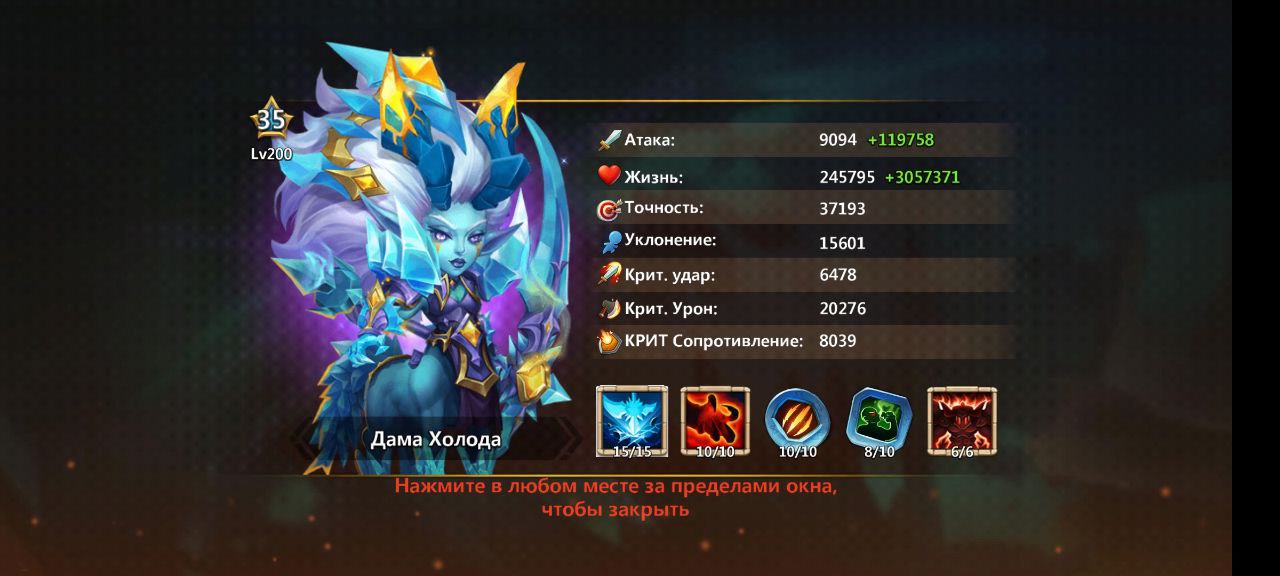 35
Lv200
Атака: 9094 +119758
Жизнь: 245795 +3057371
Точность: 37193
Уклонение: 15601
Крит. удар: 6478
Крит. Урон: 20276
КРИТ Сопротивление: 8039
15/15 10/10 10/10 8/10 6/6
Дама Холода
Нажмите в любом месте за пределами окна,
чтобы закрыть